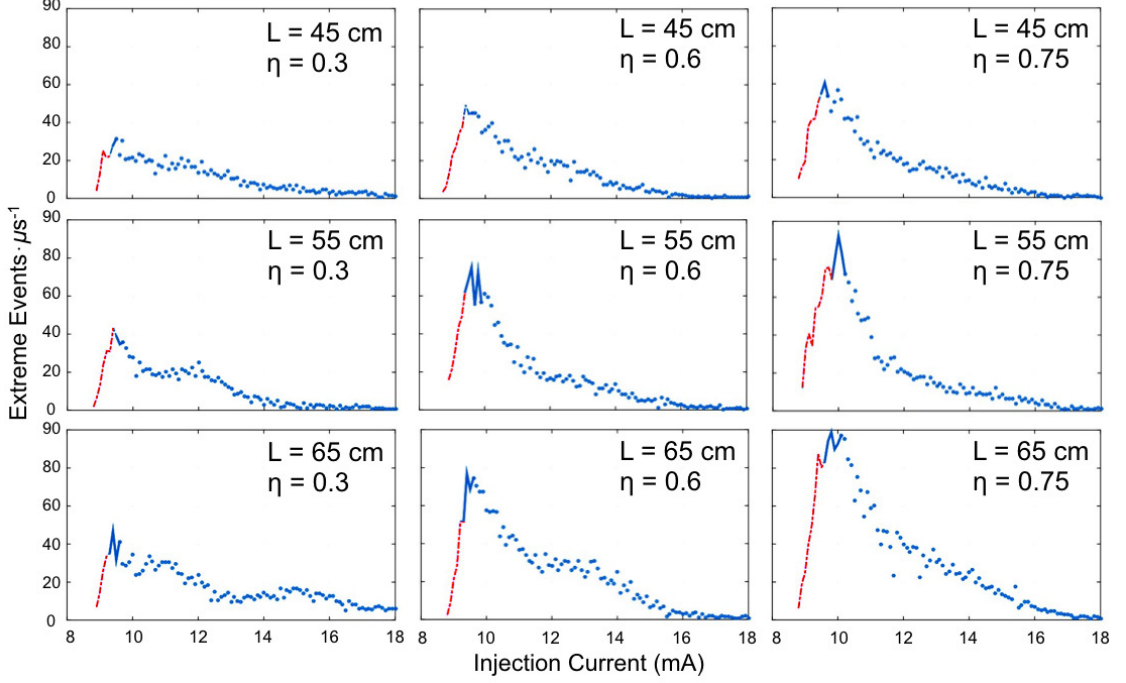 90
80
60
40
20
0
L = 45 cm
η = 0.3
L = 45 cm
η = 0.6
L = 45 cm
η = 0.75
90
80
60
40
20
0
L = 55 cm
η = 0.3
L = 55 cm
η = 0.6
L = 55 cm
η = 0.75
90
80
60
40
20
0
L = 65 cm
η = 0.3
L = 65 cm
η = 0.6
L = 65 cm
η = 0.75
Extreme Events·μs⁻¹
8 10 12 14 16 18 8 10 12 14 16 18 8 10 12 14 16 18
Injection Current (mA)